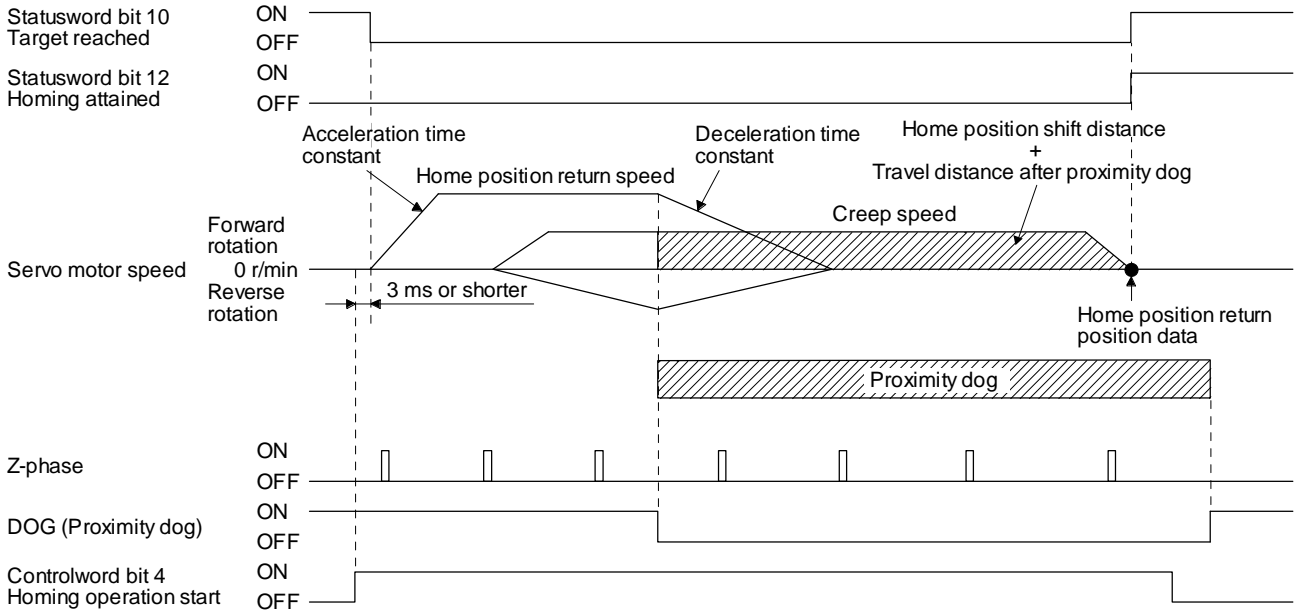 Statusword bit 10
Target reached
ON
OFF
Statusword bit 12
Homing attained
ON
OFF
Acceleration time
constant
Home position return speed
Deceleration time
constant
Home position shift distance
+
Travel distance after proximity dog
Creep speed
Servo motor speed
Forward
rotation
0 r/min
Reverse
rotation
3 ms or shorter
Home position return
position data
Proximity dog
Z-phase
ON
OFF
DOG (Proximity dog)
ON
OFF
Controlword bit 4
Homing operation start
ON
OFF